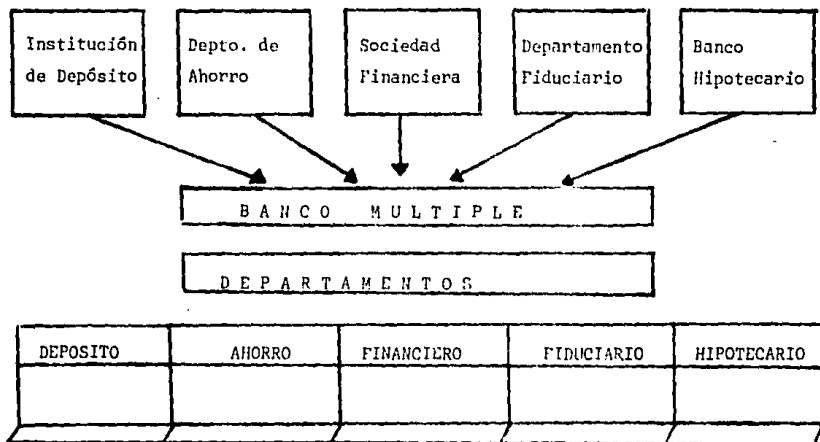 Institución
de Depósito
Depto. de
Ahorro
Sociedad
Financiera
Departamento
Fiduciario
Banco
Hipotecario
BANCO MULTIPLE
DEPARTAMENTOS
DEPOSITO AHORRO FINANCIERO FIDUCIARIO HIPOTECARIO